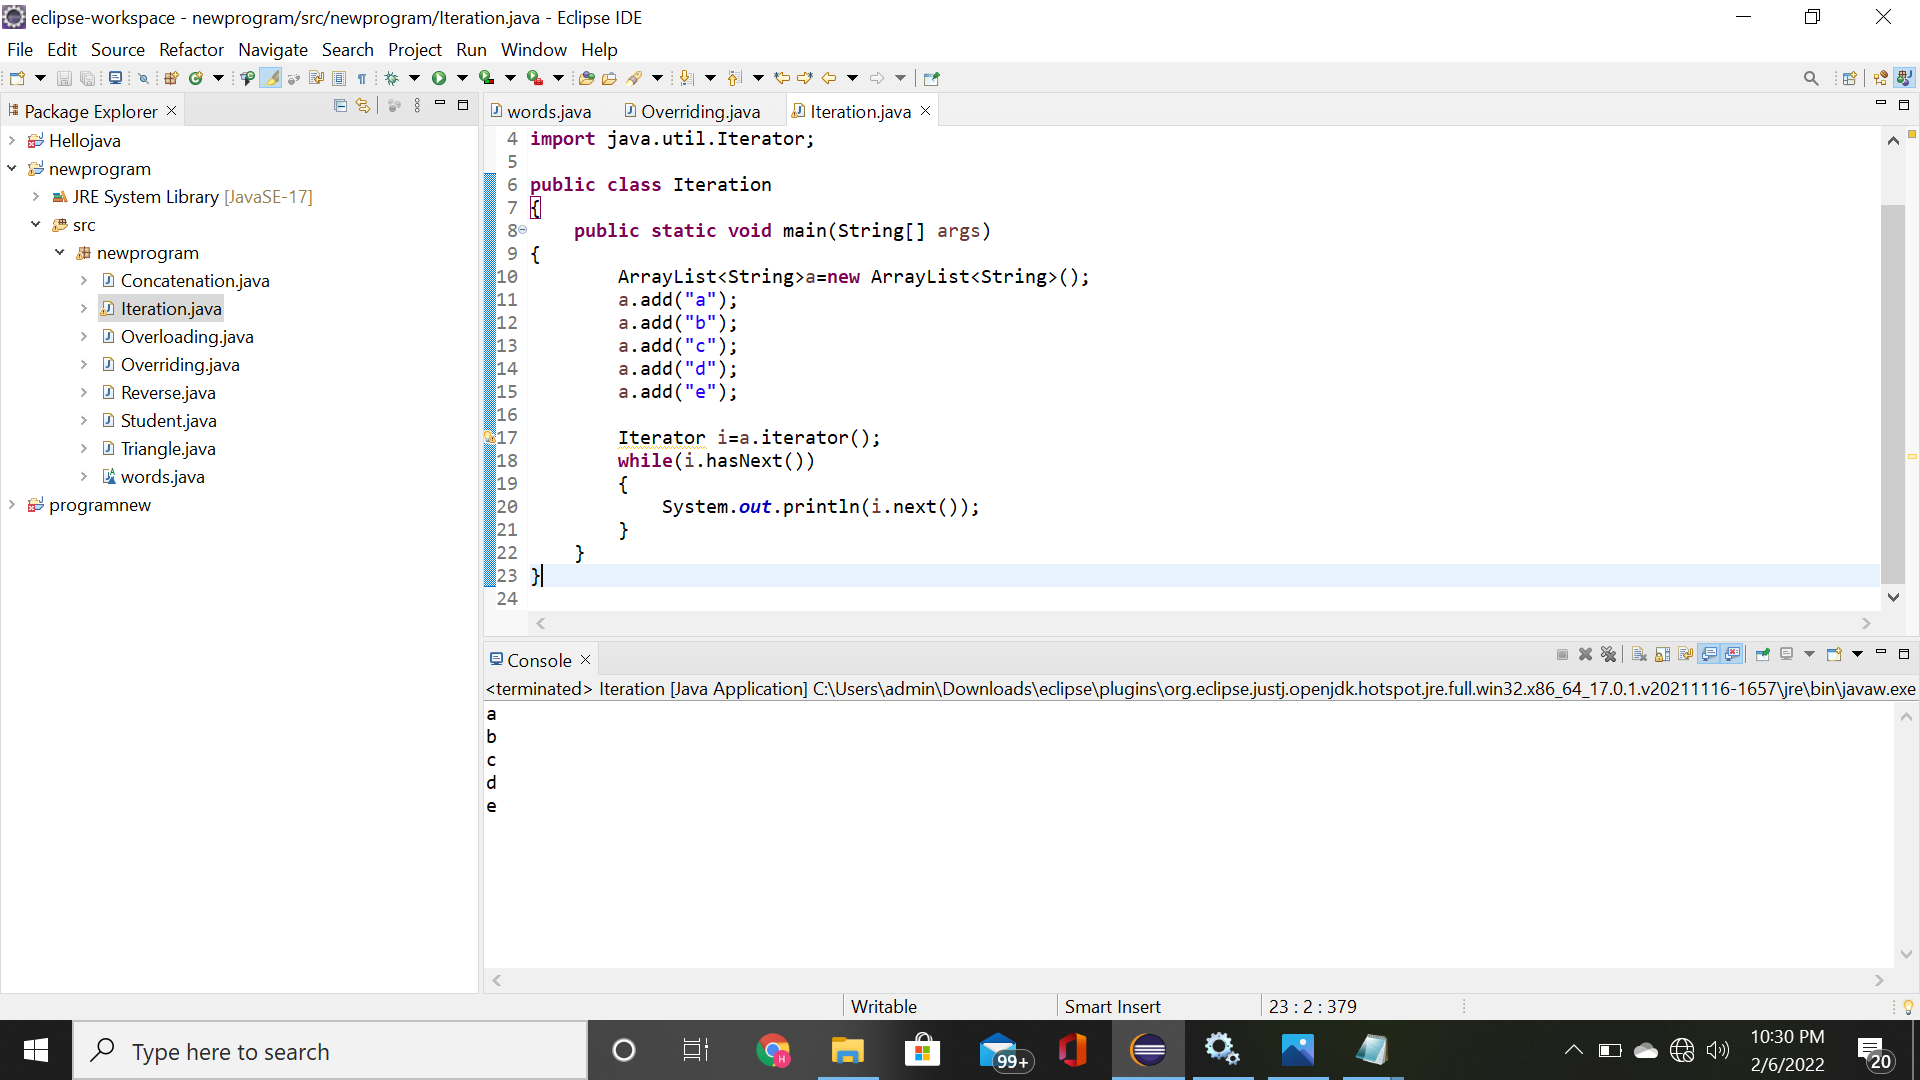 eclipse-workspace - newprogram/src/newprogram/Iteration.java - Eclipse IDE
File Edit Source Refactor Navigate Search Project Run Window Help
Package Explorer
Hellojava
newprogram
JRE System Library [JavaSE-17]
src
newprogram
Concatenation.java
Iteration.java
Overloading.java
Overriding.java
Reverse.java
Student.java
Triangle.java
words.java
programnew
words.java Overriding.java Iteration.java
4 import java.util.Iterator;
5
6 public class Iteration
7 {
8 public static void main(String[] args)
9 {
10 ArrayList<String>a=new ArrayList<String>();
11 a.add("a");
12 a.add("b");
13 a.add("c");
14 a.add("d");
15 a.add("e");
16
17 Iterator i=a.iterator();
18 while(i.hasNext())
19 {
20 System.out.println(i.next());
21 }
22 }
23 }
24
Console
<terminated> Iteration [Java Application] C:\Users\admin\Downloads\eclipse\plugins\org.eclipse.justj.openjdk.hotspot.jre.full.win32.x86_64_17.0.1.v20211116-1657\jre\bin\javaw.exe
a
b
c
d
e
Writable Smart Insert 23 : 2 : 379
Type here to search
99+
10:30 PM
2/6/2022
20